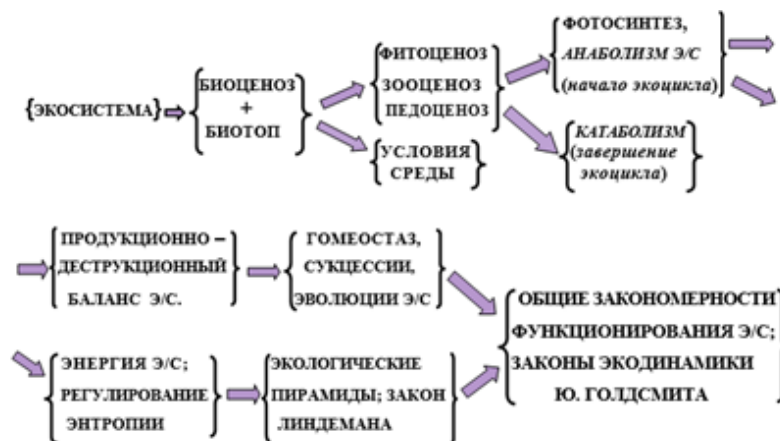 {ЭКОСИСТЕМА}
БИОЦЕНОЗ
+
БИОТОП
ФИТОЦЕНОЗ
ЗООЦЕНОЗ
ПЕДОЦЕНОЗ
УСЛОВИЯ
СРЕДЫ
ФОТОСИНТЕЗ,
АНАБОЛИЗМ Э/С
(начало экоцикла)
КАТАБОЛИЗМ
(завершение
экоцикла)
ПРОДУКЦИОННО –
ДЕСТРУКЦИОННЫЙ
БАЛАНС Э/С.
ГОМЕОСТАЗ,
СУКЦЕССИИ,
ЭВОЛЮЦИИ Э/С
ЭНЕРГИЯ Э/С;
РЕГУЛИРОВАНИЕ
ЭНТРОПИИ
ЭКОЛОГИЧЕСКИЕ
ПИРАМИДЫ; ЗАКОН
ЛИНДЕМАНА
ОБЩИЕ ЗАКОНОМЕРНОСТИ
ФУНКЦИОНИРОВАНИЯ Э/С;
ЗАКОНЫ ЭКОДИНАМИКИ
Ю. ГОЛДСМИТА